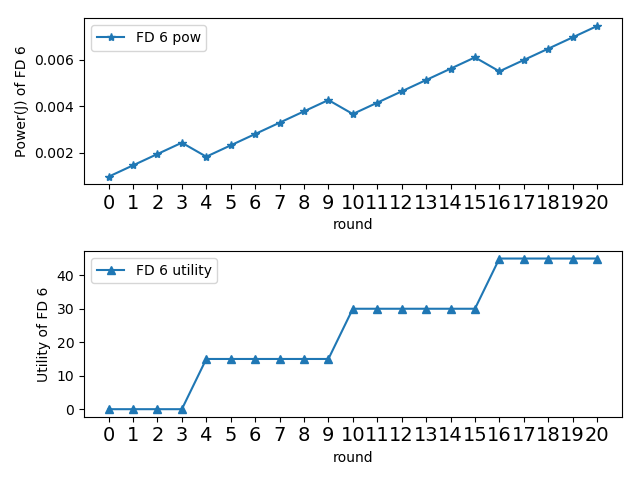 FD 6 pow
Power(J) of FD 6
0.006
0.004
0.002
0 1 2 3 4 5 6 7 8 9 10 11 12 13 14 15 16 17 18 19 20
round
FD 6 utility
Utility of FD 6
40
30
20
10
0
0 1 2 3 4 5 6 7 8 9 10 11 12 13 14 15 16 17 18 19 20
round